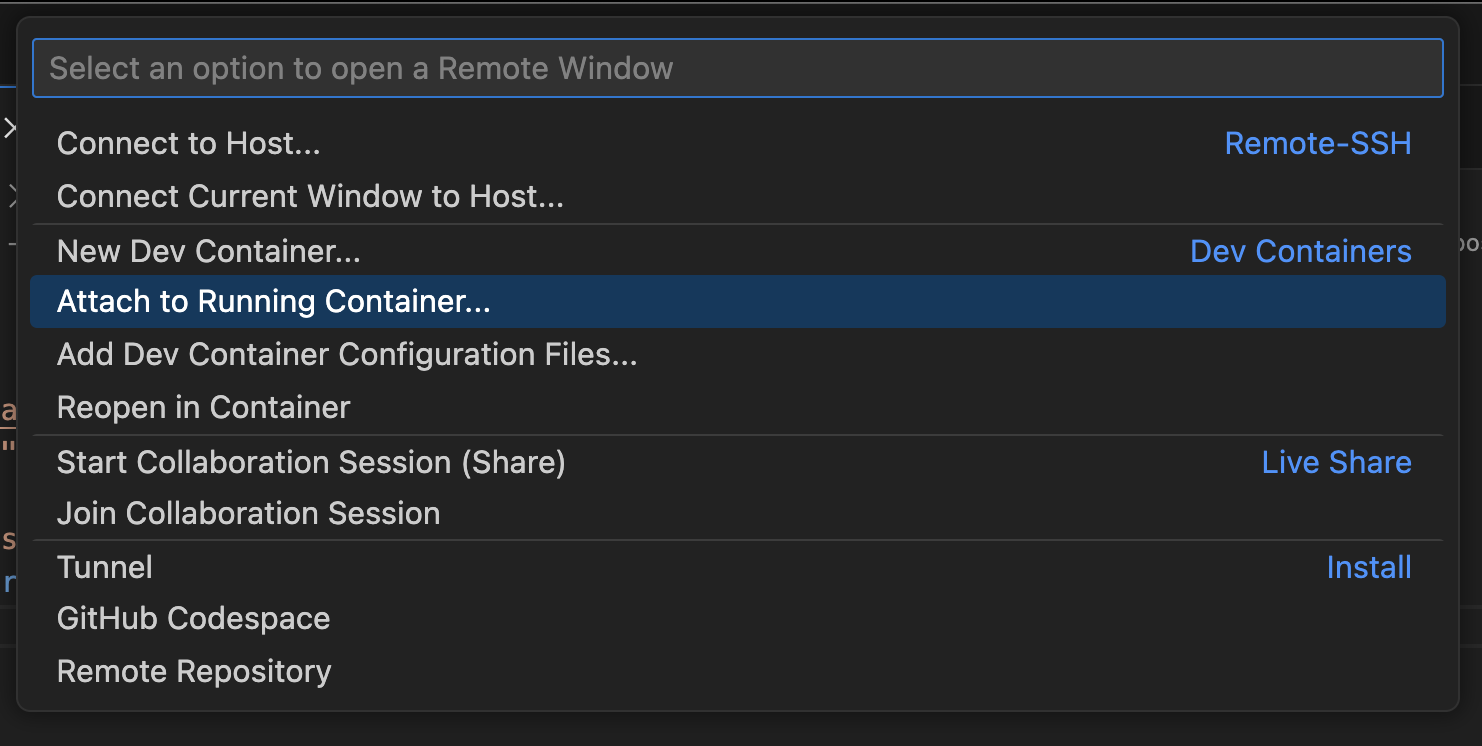 Select an option to open a Remote Window
Connect to Host... Remote-SSH
Connect Current Window to Host...
New Dev Container... Dev Containers
Attach to Running Container...
Add Dev Container Configuration Files...
Reopen in Container
Start Collaboration Session (Share) Live Share
Join Collaboration Session
Tunnel Install
GitHub Codespace
Remote Repository